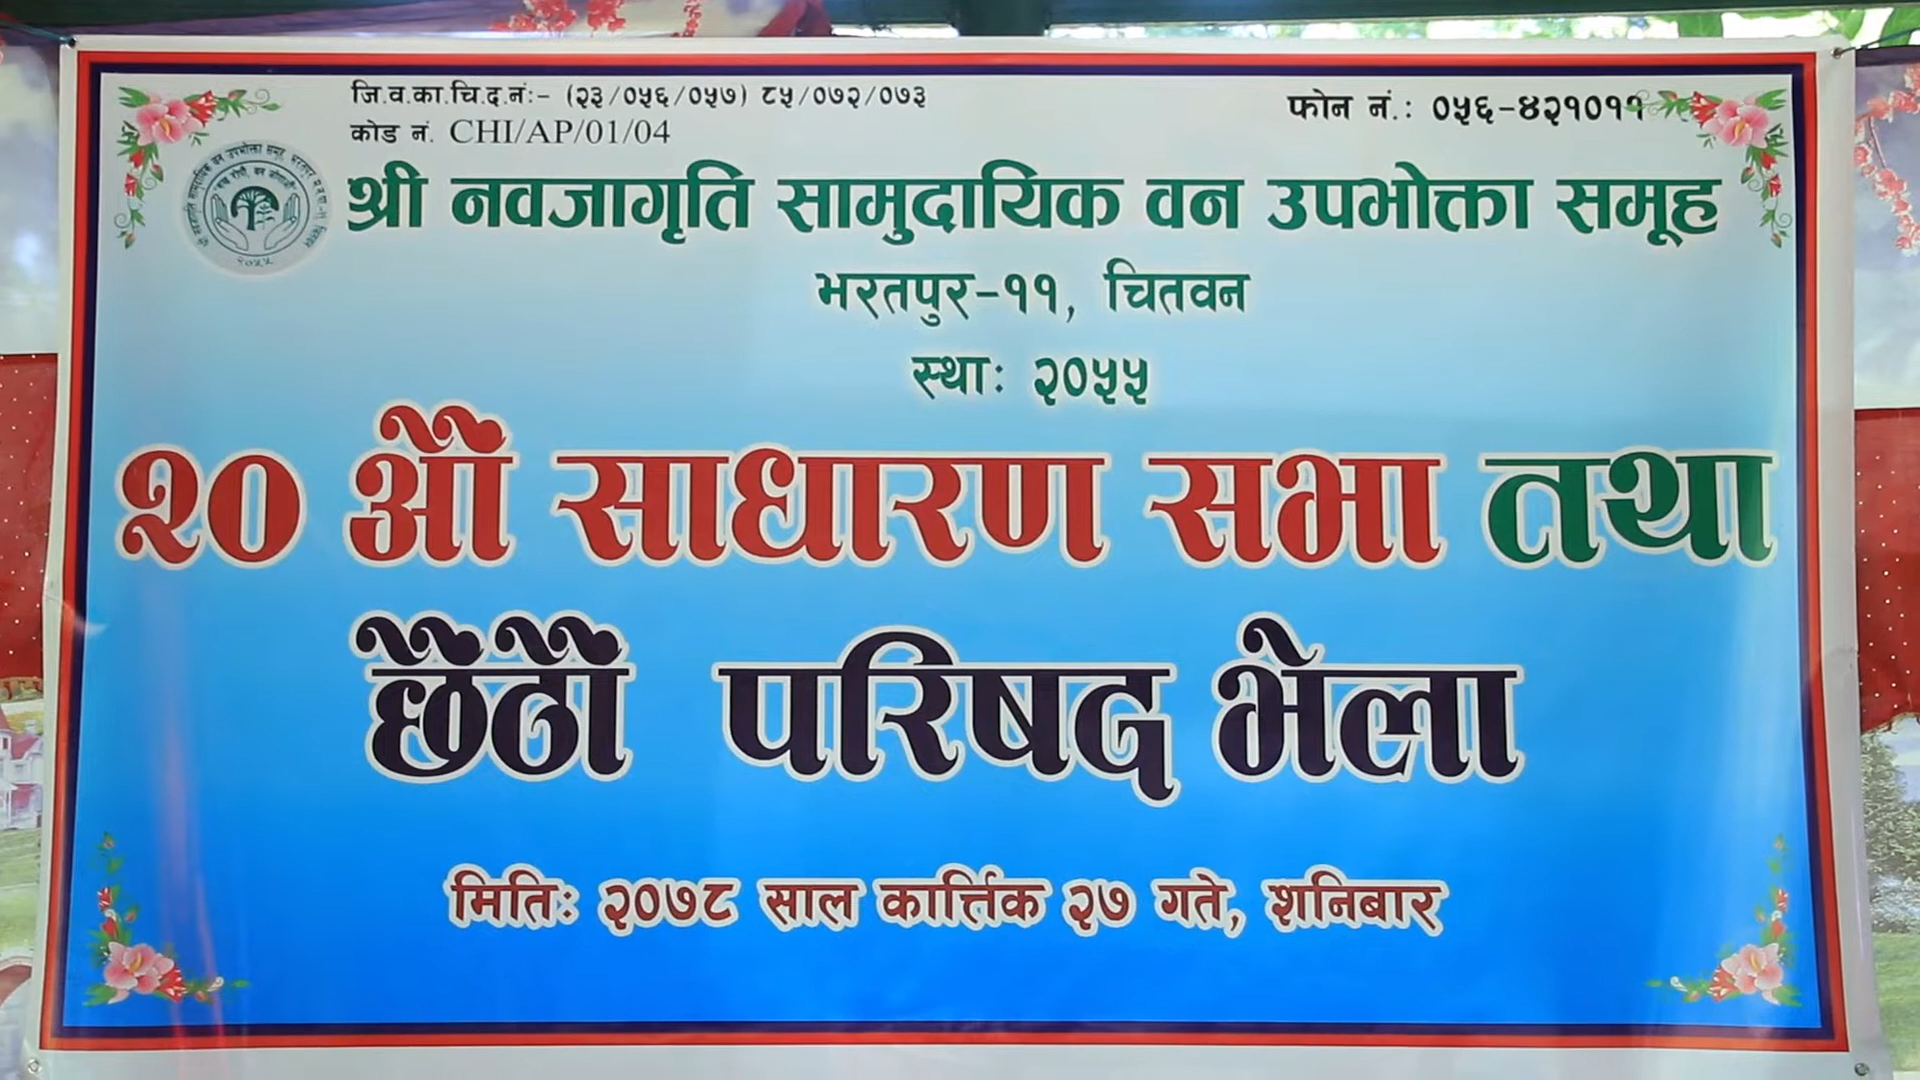 जि.व.का.चि.द.नं:- (२३/०५६/०५७) ८५/०७२/०७३
फोन नं.: ०५६-४२१०११
कोड नं. CHI/AP/01/04
श्री नवजागृति सामुदायिक वन उपभोक्ता समूह
भरतपुर-११, चितवन
स्था: २०५५
२० औं साधारण सभा तथा
छैठौं परिषद भेला
मिति: २०७८ साल कार्त्तिक २७ गते, शनिबार
२०५५